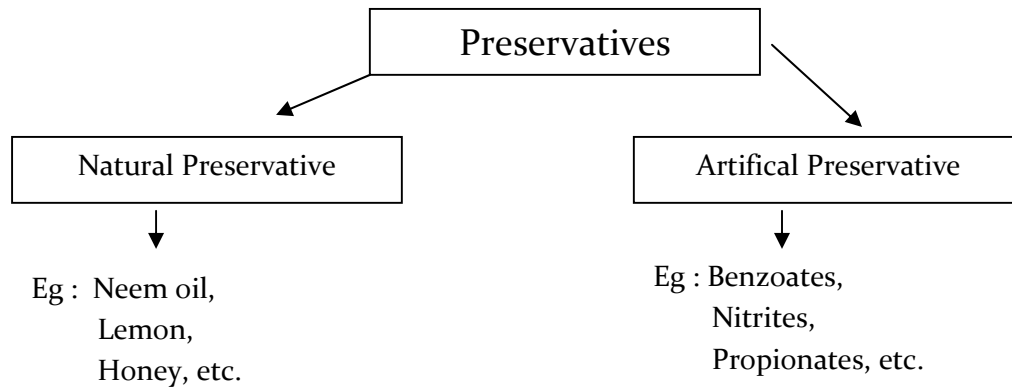 Preservatives
Natural Preservative
Artifical Preservative
Eg : Neem oil,
Lemon,
Honey, etc.
Eg : Benzoates,
Nitrites,
Propionates, etc.